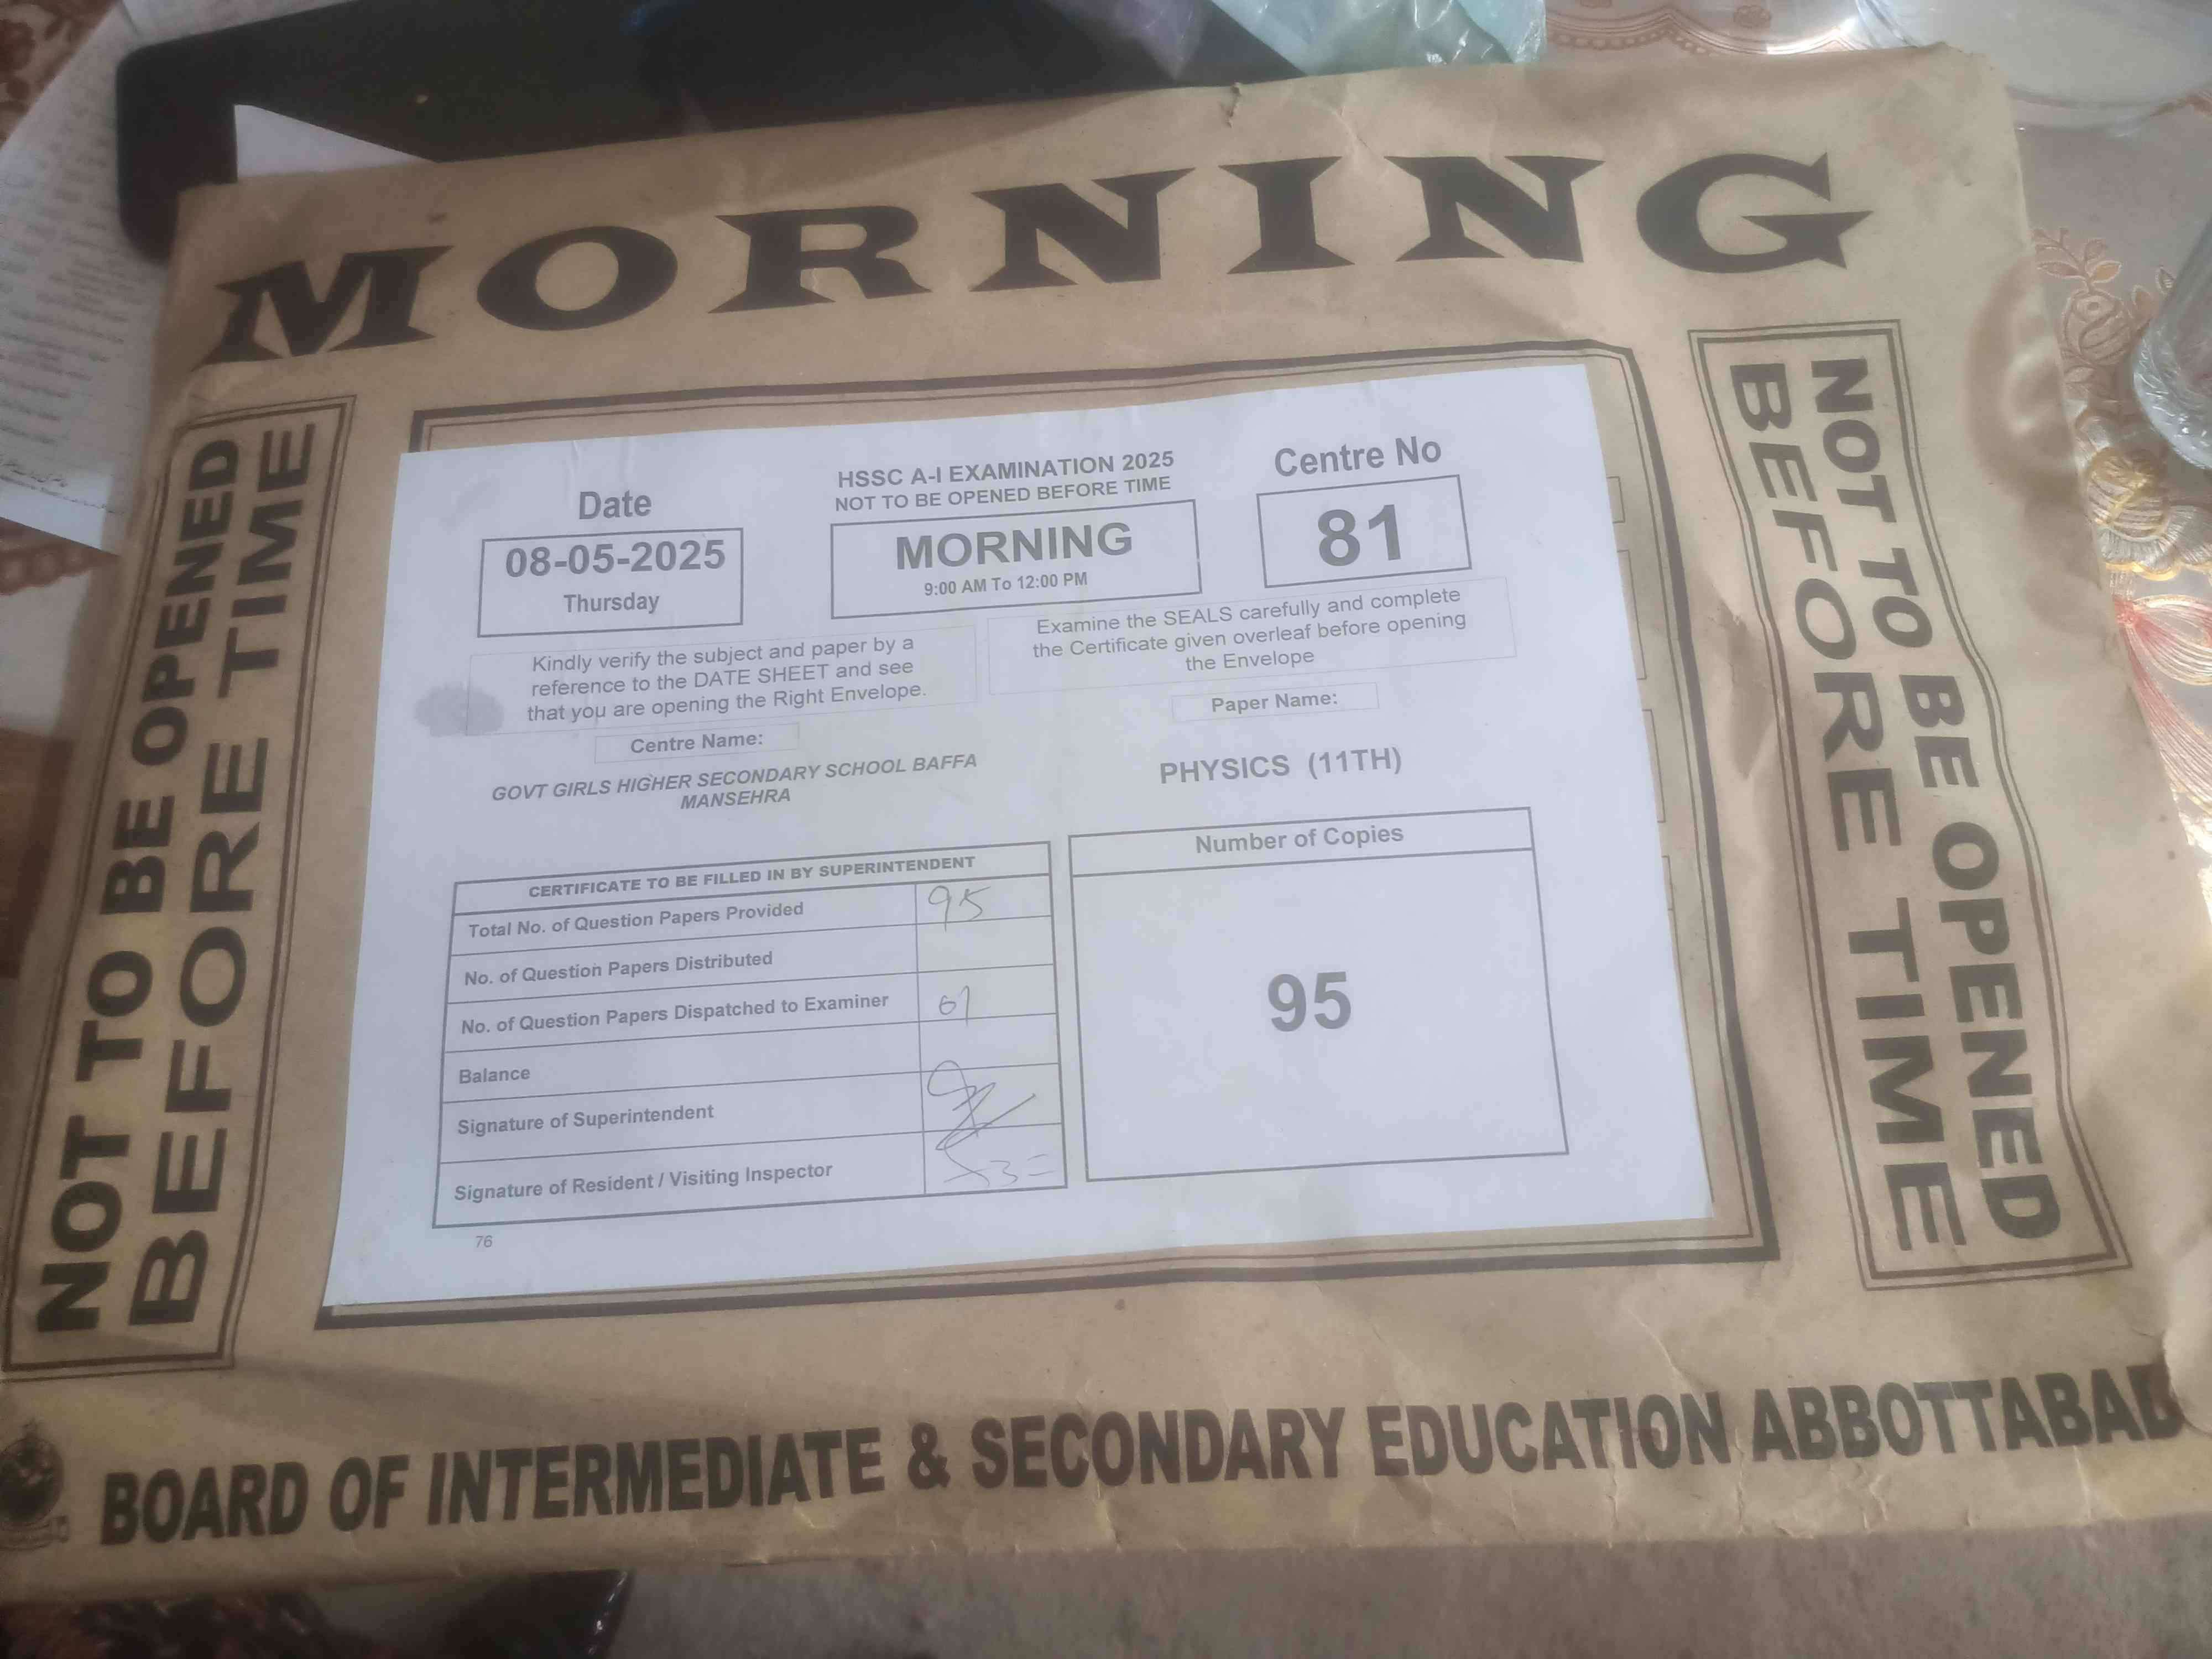 MORNING
NOT TO BE OPENED
BEFORE TIME
Date
08-05-2025
Thursday
HSSC A-I EXAMINATION 2025
NOT TO BE OPENED BEFORE TIME
MORNING
9:00 AM To 12:00 PM
Centre No
81
Kindly verify the subject and paper by a
reference to the DATE SHEET and see
that you are opening the Right Envelope.
Examine the SEALS carefully and complete
the Certificate given overleaf before opening
the Envelope
Centre Name:
GOVT GIRLS HIGHER SECONDARY SCHOOL BAFFA
MANSEHRA
Paper Name:
PHYSICS (11TH)
CERTIFICATE TO BE FILLED IN BY SUPERINTENDENT
Total No. of Question Papers Provided 95
No. of Question Papers Distributed
No. of Question Papers Dispatched to Examiner
Balance
Signature of Superintendent
Signature of Resident / Visiting Inspector
76
Number of Copies
95
NOT TO BE OPENED
BEFORE TIME
BOARD OF INTERMEDIATE & SECONDARY EDUCATION ABBOTTABAD